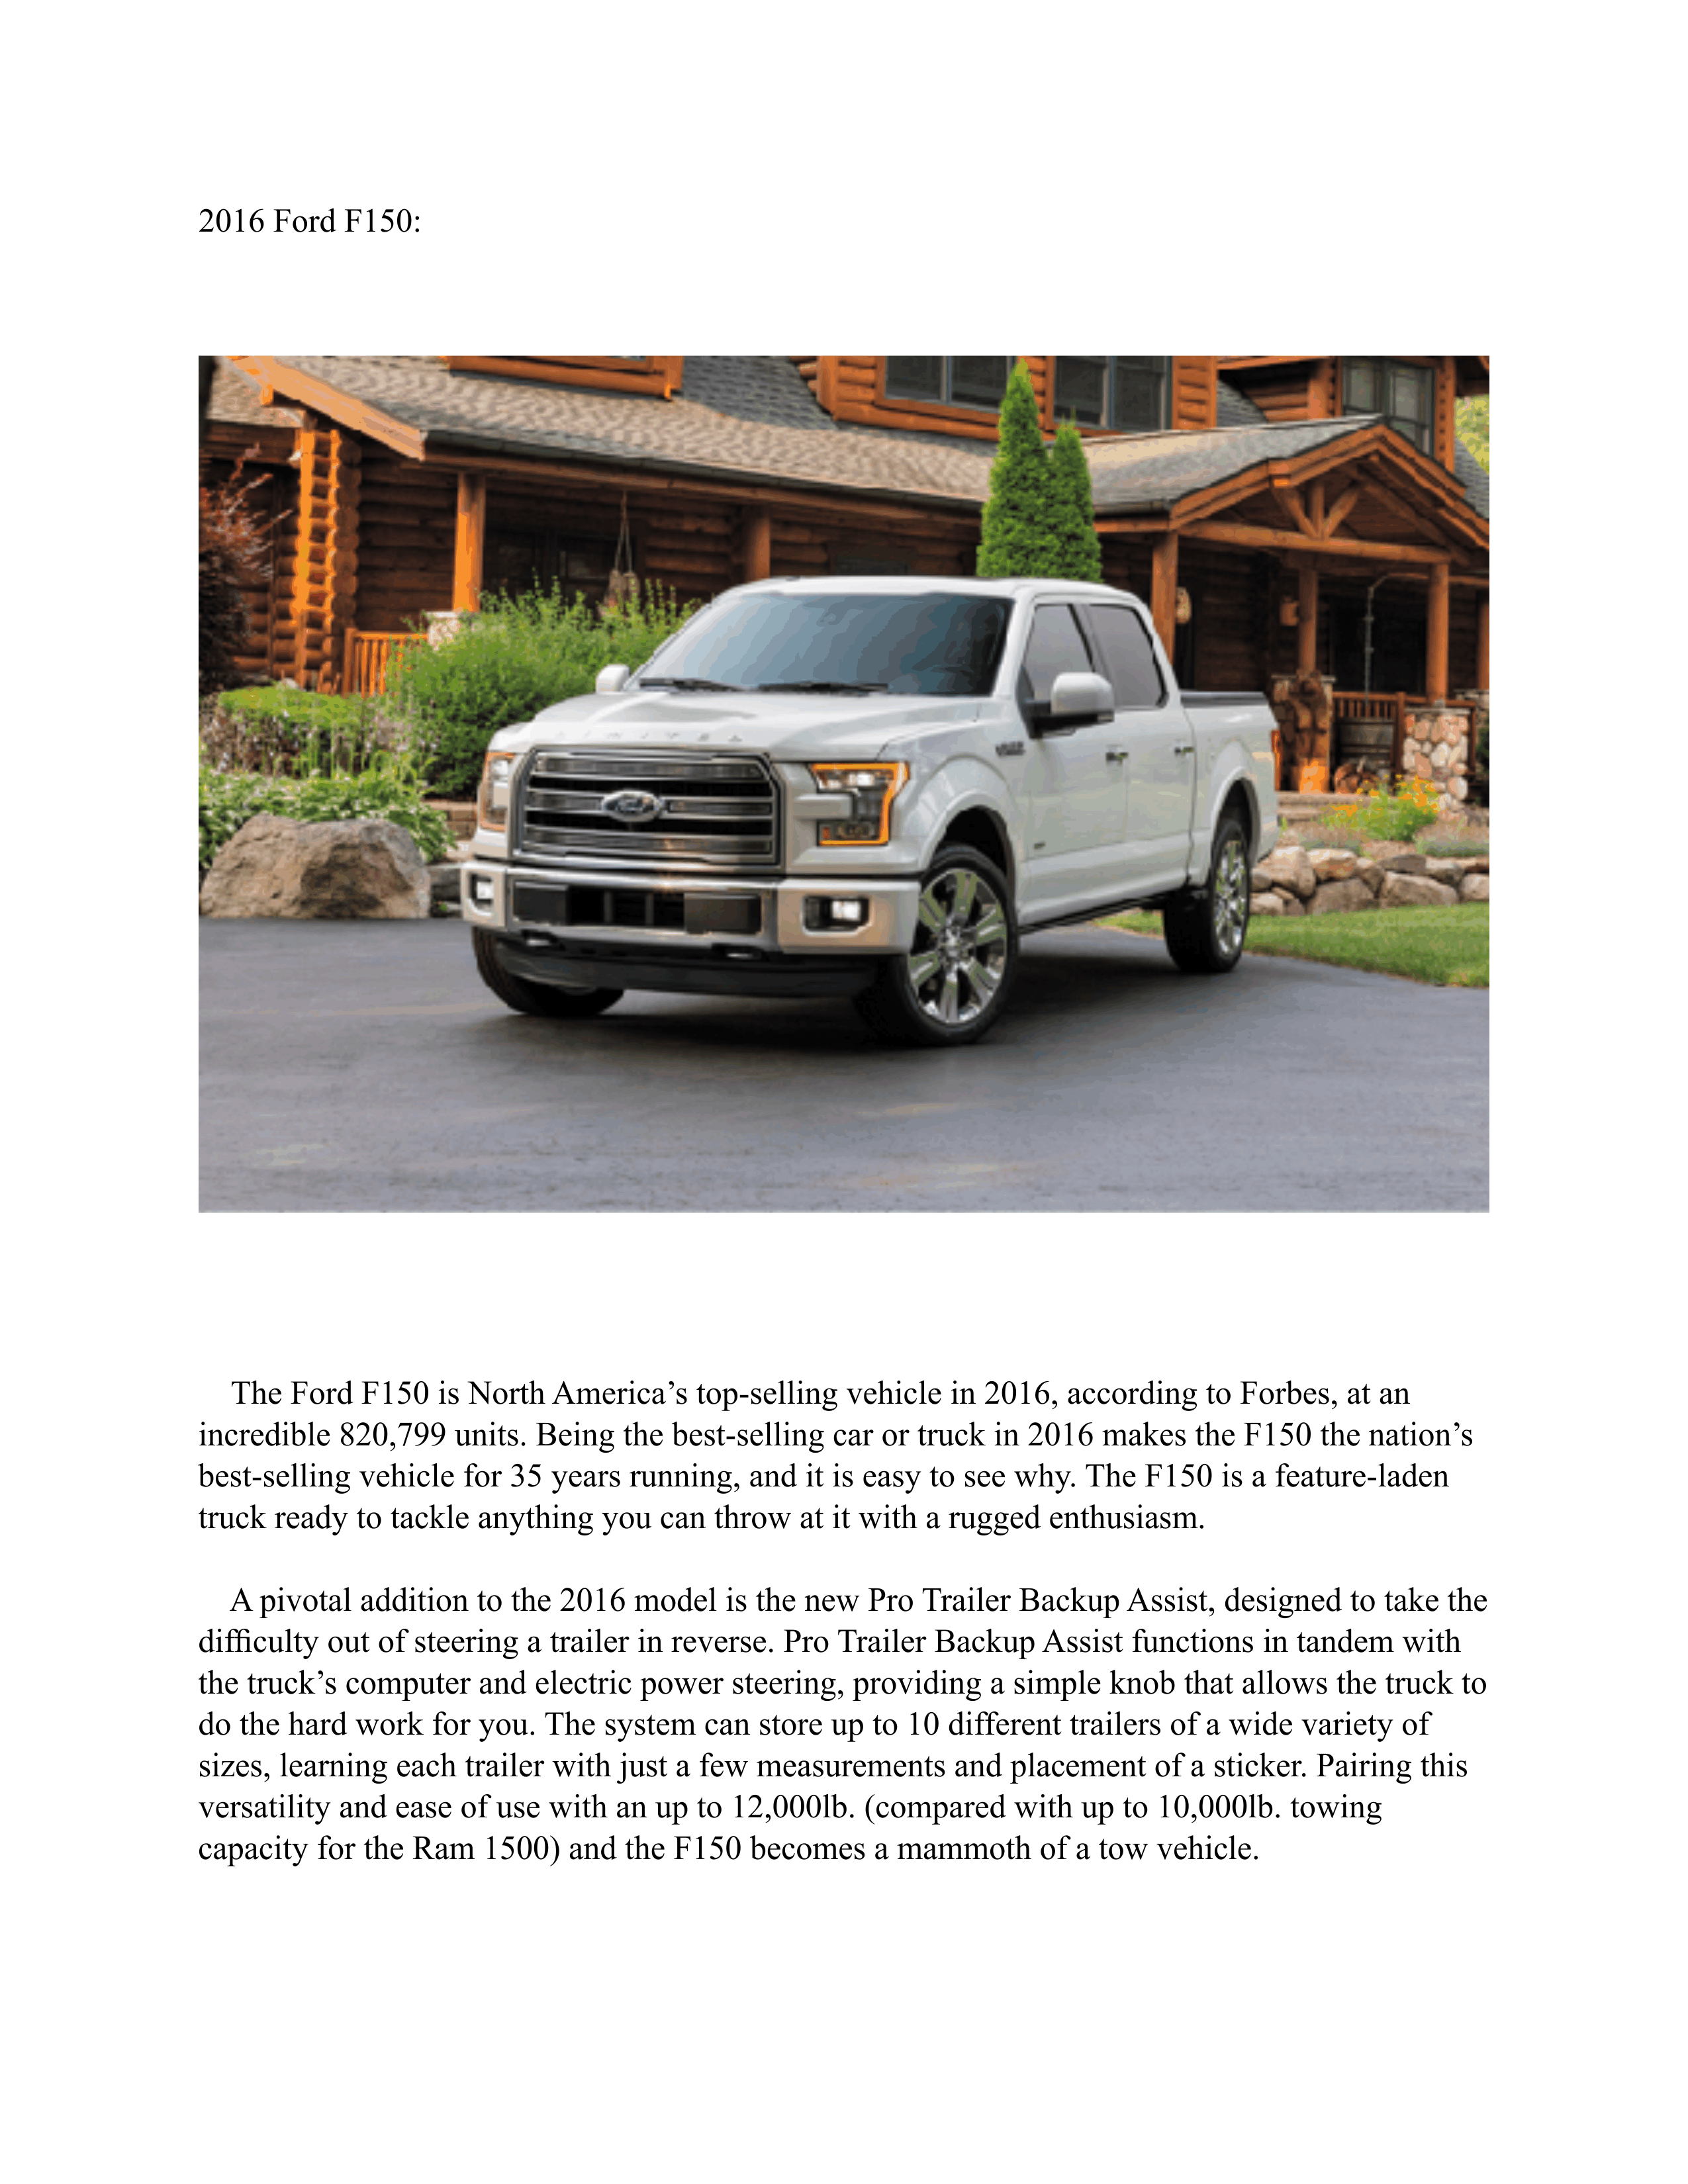 2016 Ford F150:
LIMITED
Ford
The Ford F150 is North America’s top-selling vehicle in 2016, according to Forbes, at an
incredible 820,799 units. Being the best-selling car or truck in 2016 makes the F150 the nation’s
best-selling vehicle for 35 years running, and it is easy to see why. The F150 is a feature-laden
truck ready to tackle anything you can throw at it with a rugged enthusiasm.
A pivotal addition to the 2016 model is the new Pro Trailer Backup Assist, designed to take the
difficulty out of steering a trailer in reverse. Pro Trailer Backup Assist functions in tandem with
the truck’s computer and electric power steering, providing a simple knob that allows the truck to
do the hard work for you. The system can store up to 10 different trailers of a wide variety of
sizes, learning each trailer with just a few measurements and placement of a sticker. Pairing this
versatility and ease of use with an up to 12,000lb. (compared with up to 10,000lb. towing
capacity for the Ram 1500) and the F150 becomes a mammoth of a tow vehicle.